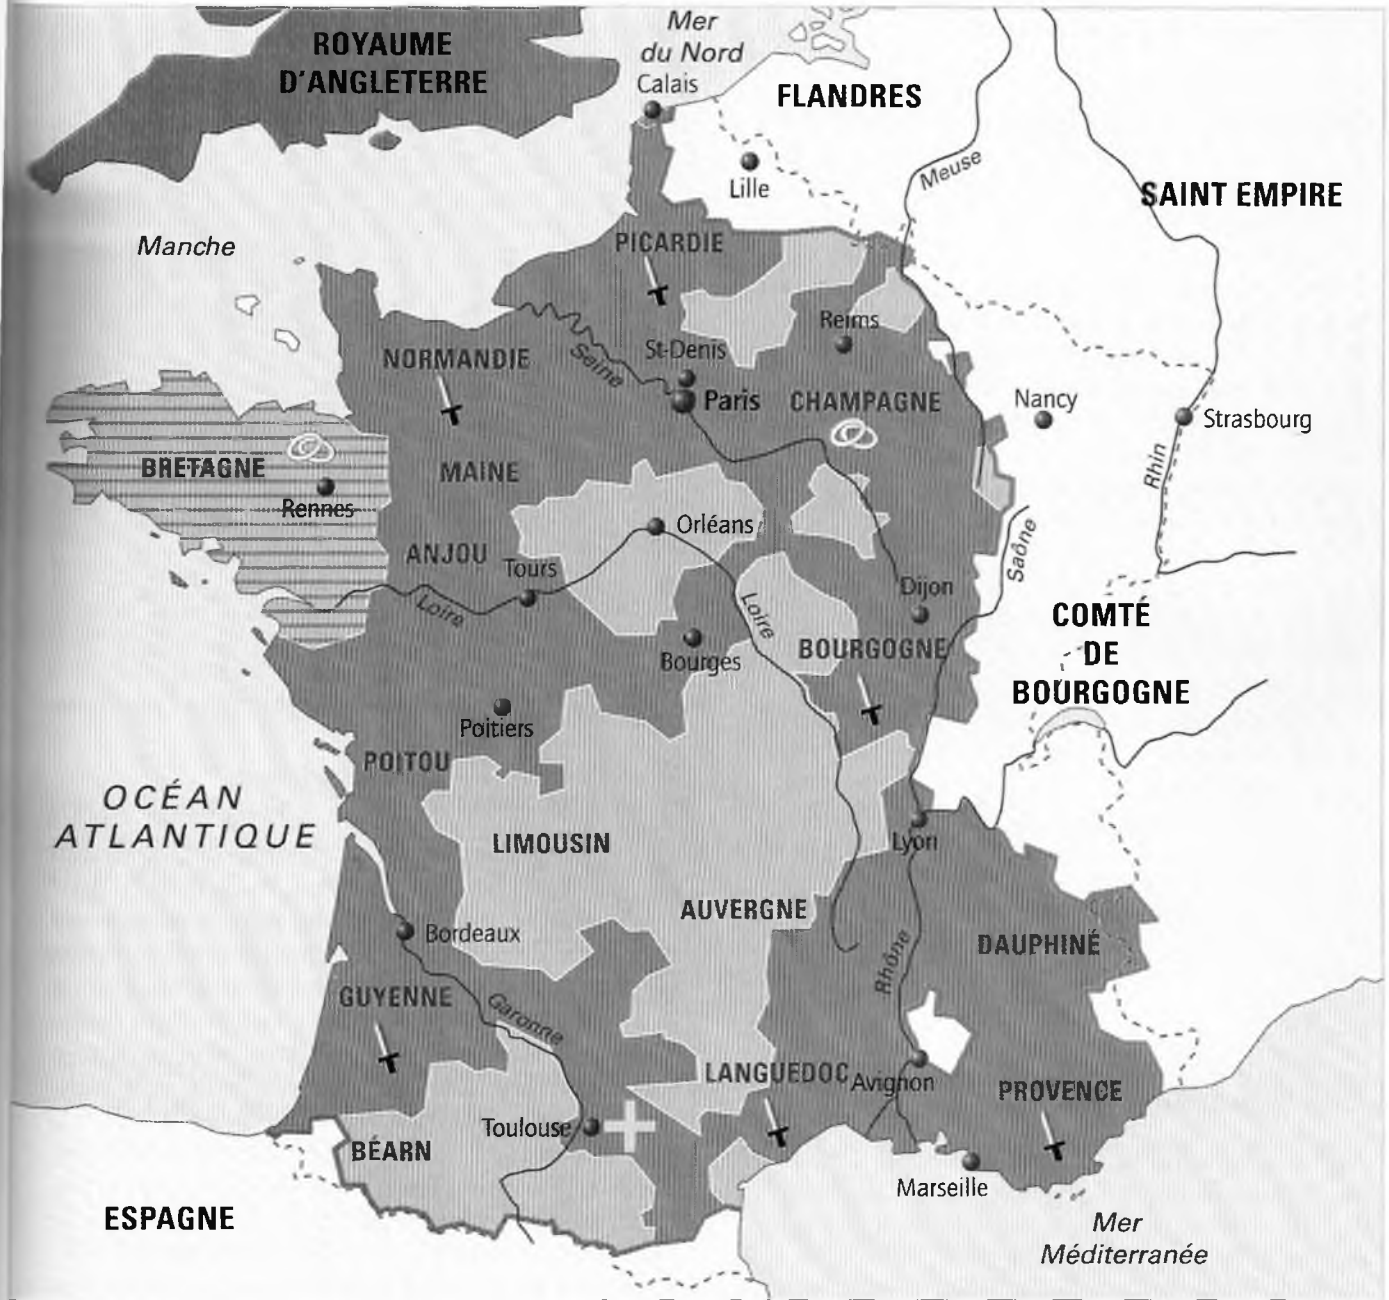 ROYAUME
D'ANGLETERRE
Mer
du Nord
Calais
FLANDRES
Lille
Meuse
SAINT EMPIRE
Manche
PICARDIE
Reims
St-Denis
NORMANDIE
Seine
Paris
CHAMPAGNE
Nancy
Strasbourg
Rhin
BRETAGNE
Rennes
MAINE
Orléans
ANJOU
Tours
Loire
Loire
Saône
Dijon
COMTÉ
DE
BOURGOGNE
Bourges
BOURGOGNE
Poitiers
POITOU
OCÉAN
ATLANTIQUE
LIMOUSIN
Lyon
AUVERGNE
Bordeaux
DAUPHINÉ
Rhône
GUYENNE
Garonne
LANGUEDOC
Avignon
PROVENCE
Toulouse
BÉARN
Marseille
ESPAGNE
Mer
Méditerranée